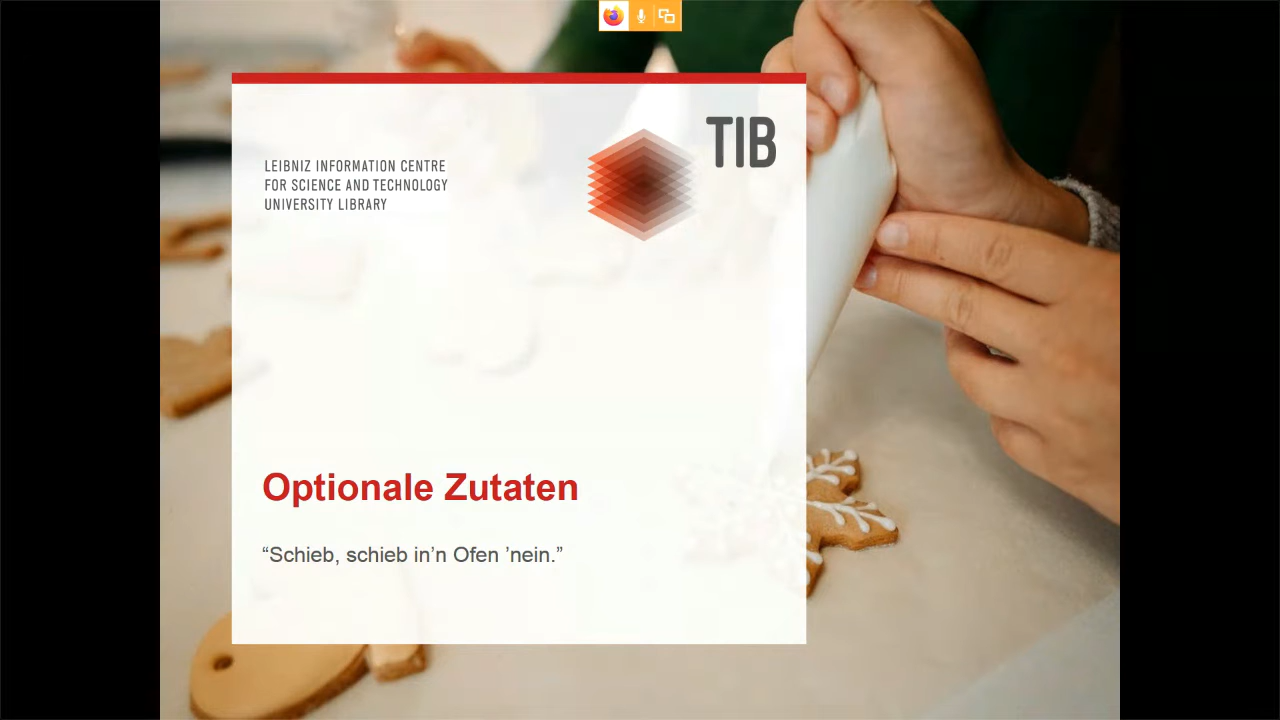 TIB
LEIBNIZ INFORMATION CENTRE
FOR SCIENCE AND TECHNOLOGY
UNIVERSITY LIBRARY
Optionale Zutaten
“Schieb, schieb in’n Ofen ’nein.”